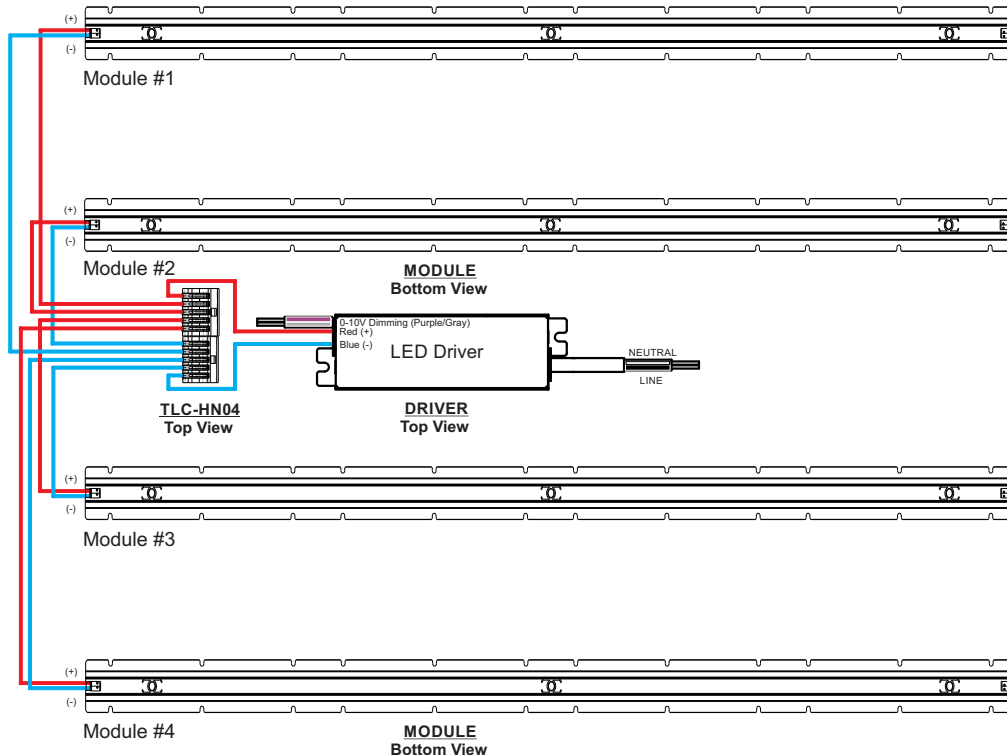 (+)
(-)
Module #1
(+)
(-)
Module #2
MODULE
Bottom View
0-10V Dimming (Purple/Gray)
Red (+)
Blue (-)
LED Driver
NEUTRAL
LINE
TLC-HN04
Top View
DRIVER
Top View
(+)
(-)
Module #3
(+)
(-)
Module #4
MODULE
Bottom View